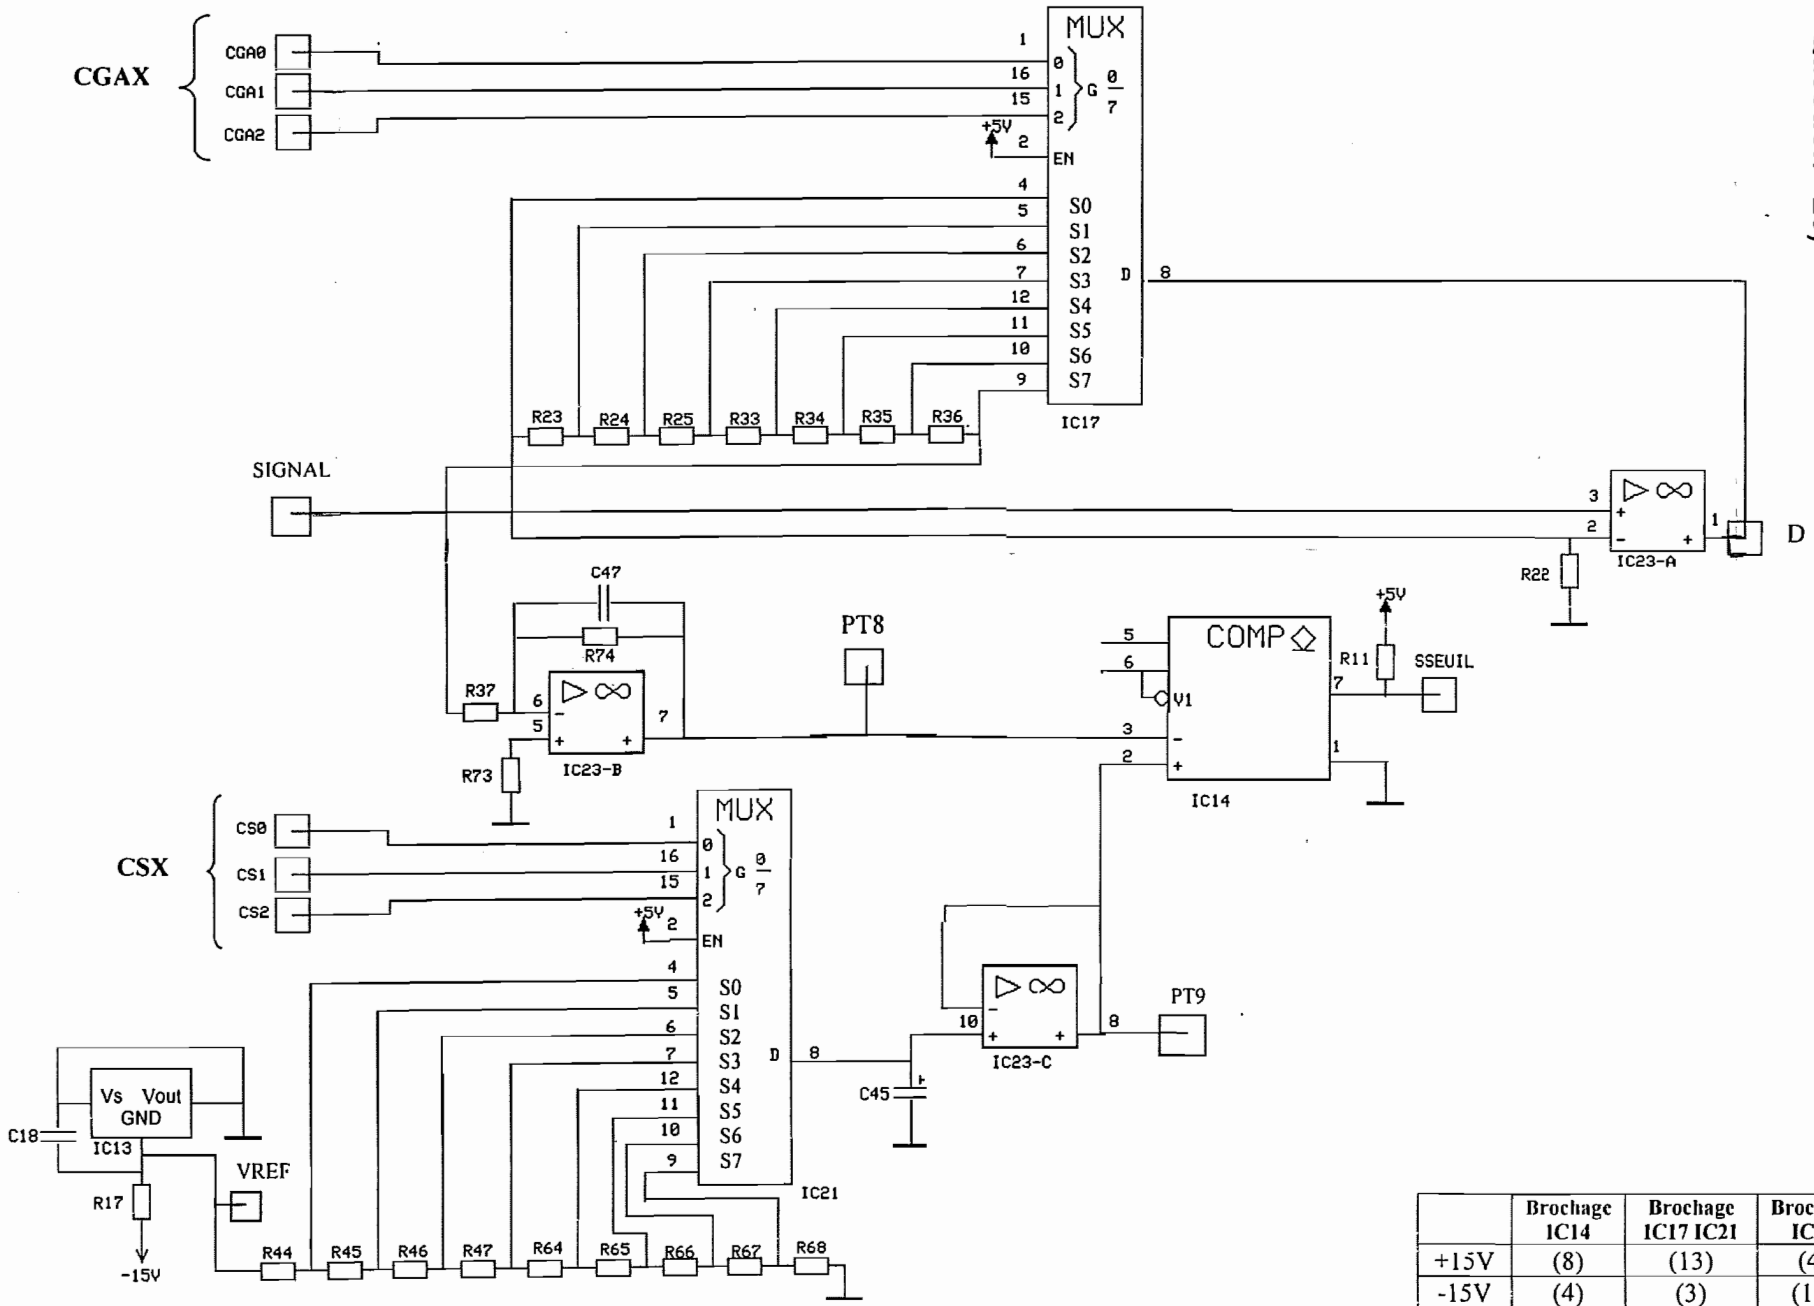 CGAX
CGA0
CGA1
CGA2
MUX
1
16
15
0
1
2
G 0/7
+5V
2
EN
4
5
6
7
12
11
10
9
S0
S1
S2
S3
S4
S5
S6
S7
D
8
IC17
R23
R24
R25
R33
R34
R35
R36
SIGNAL
3
2
+
-
▷ ∞
+
1
D
IC23-A
R22
C47
R74
R37
6
5
-
+
▷ ∞
+
7
IC23-B
R73
PT8
5
6
COMP
V1
3
2
-
+
7
1
IC14
+5V
R11
SSEUIL
CSX
CS0
CS1
CS2
MUX
1
16
15
0
1
2
G 0/7
+5V
2
EN
4
5
6
7
12
11
10
9
S0
S1
S2
S3
S4
S5
S6
S7
D
8
IC21
▷ ∞
-
10
+
+
8
IC23-C
PT9
+
C45
Vs Vout
GND
C18
IC13
VREF
R17
-15V
R44
R45
R46
R47
R64
R65
R66
R67
R68
Brochage
IC14
Brochage
IC17 IC21
+15V
(8)
(13)
-15V
(4)
(3)